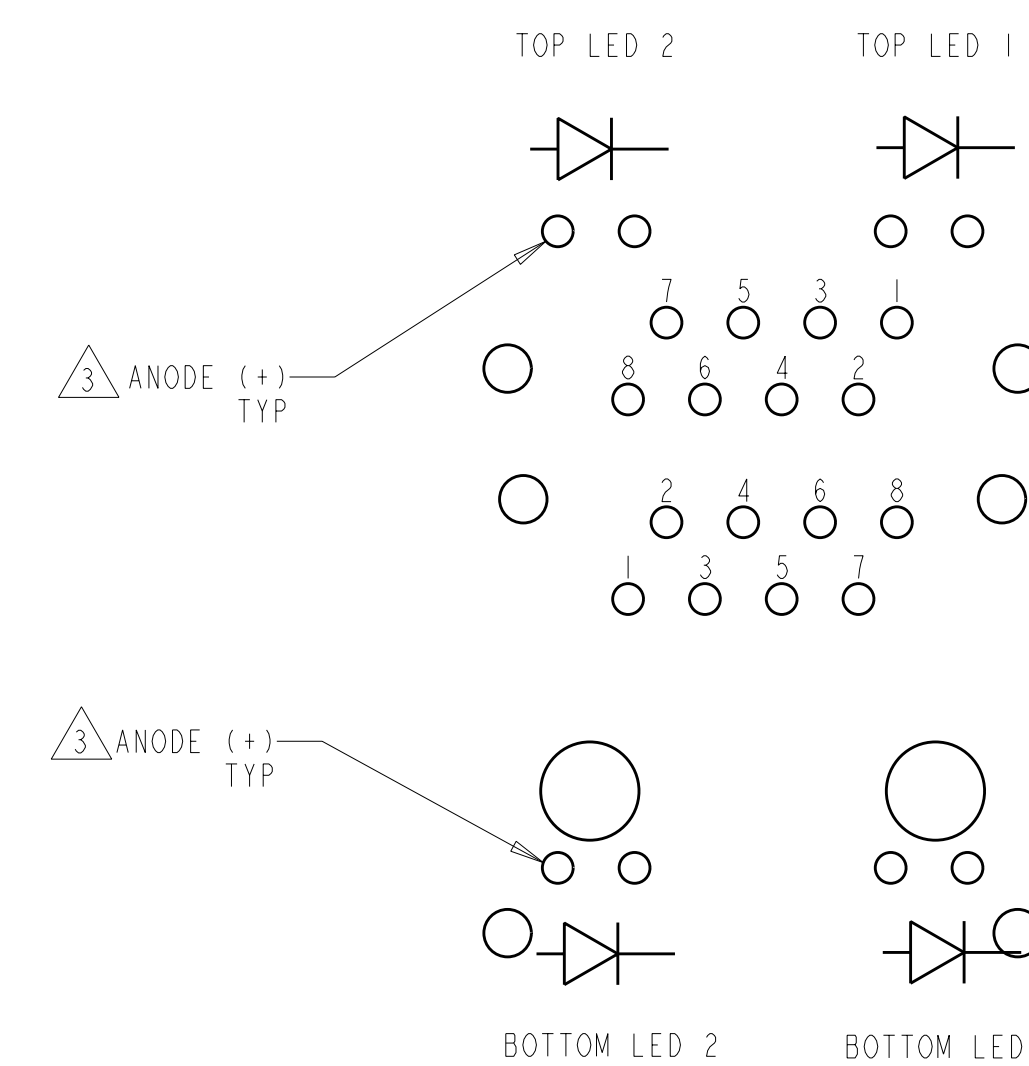 TOP LED 2 TOP LED 1
7 5 3 1
3 ANODE (+)
TYP
8 6 4 2
2 4 6 8
1 3 5 7
3 ANODE (+)
TYP
BOTTOM LED 2 BOTTOM LED